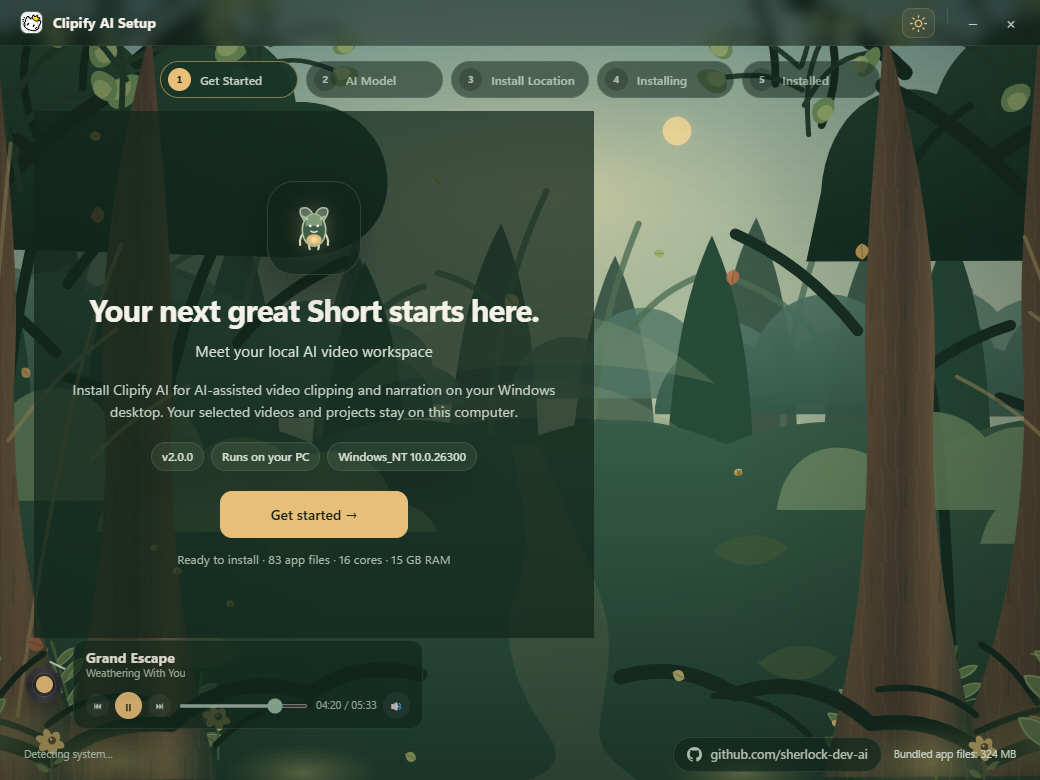 Clipify AI Setup
1 Get Started
2 AI Model
3 Install Location
4 Installing
5 Installed
Your next great Short starts here.
Meet your local AI video workspace
Install Clipify AI for AI-assisted video clipping and narration on your Windows
desktop. Your selected videos and projects stay on this computer.
v2.0.0
Runs on your PC
Windows_NT 10.0.26300
Get started →
Ready to install · 83 app files · 16 cores · 15 GB RAM
Grand Escape
Weathering With You
04:20 / 05:33
Detecting system...
github.com/sherlock-dev-ai
Bundled app files: 324 MB